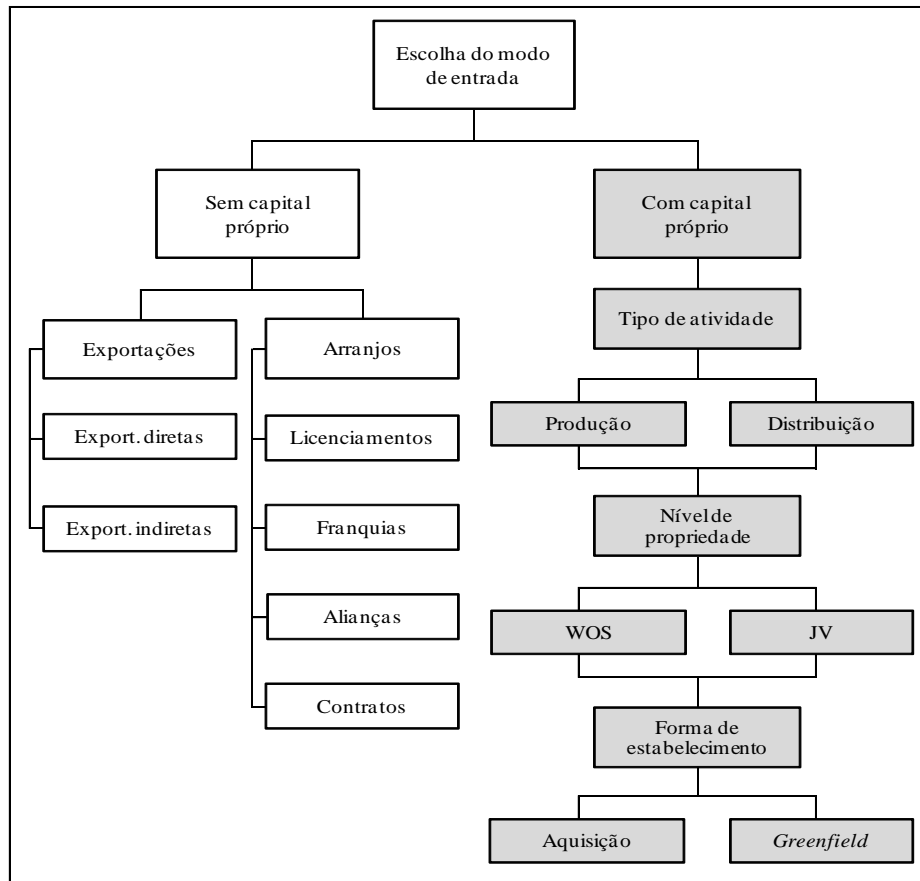 Escolha do modo
de entrada
Sem capital
próprio
Com capital
próprio
Exportações
Arranjos
Export. diretas
Licenciamentos
Export. indiretas
Franquias
Alianças
Contratos
Tipo de atividade
Produção
Distribuição
Nível de
propriedade
WOS
JV
Forma de
estabelecimento
Aquisição
Greenfield